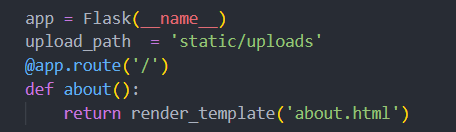 app = Flask(__name__)
upload_path  = 'static/uploads'
@app.route('/')
def about():
    return render_template('about.html')